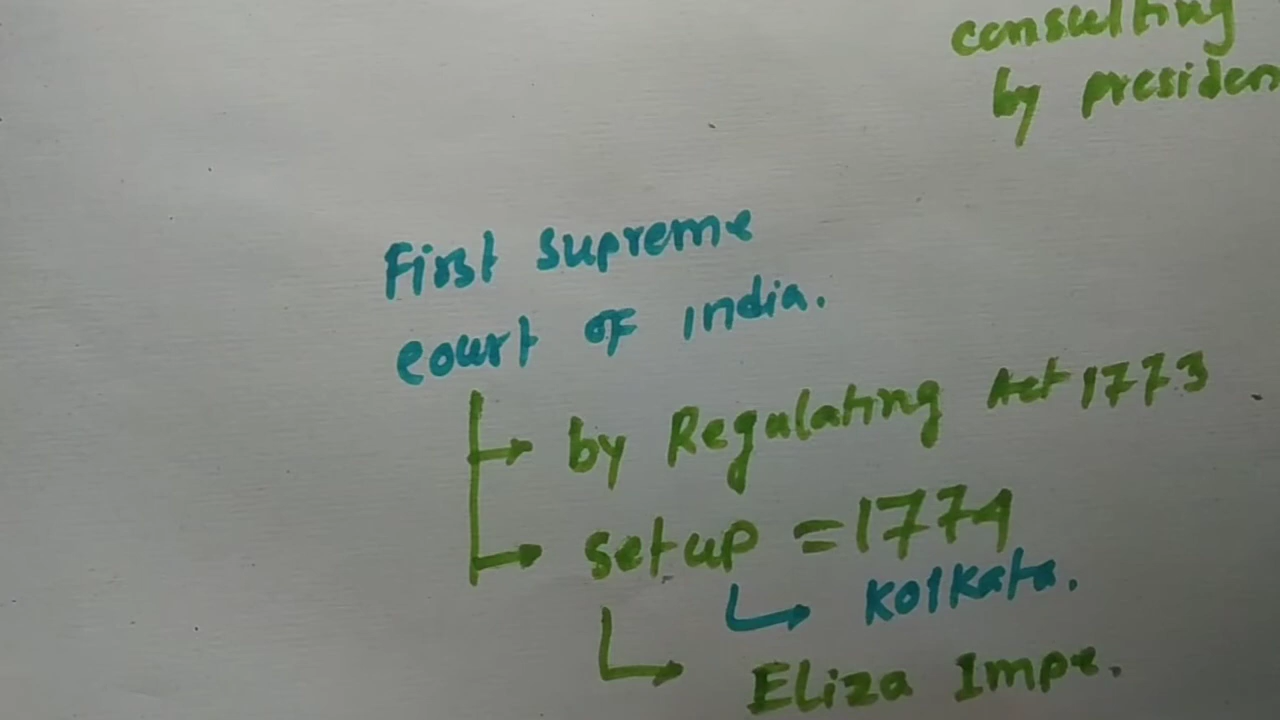 consulting
by presiden
First Supreme
court of India.
by Regulating Act 1773
setup = 1774
Kolkata.
Eliza Impe.